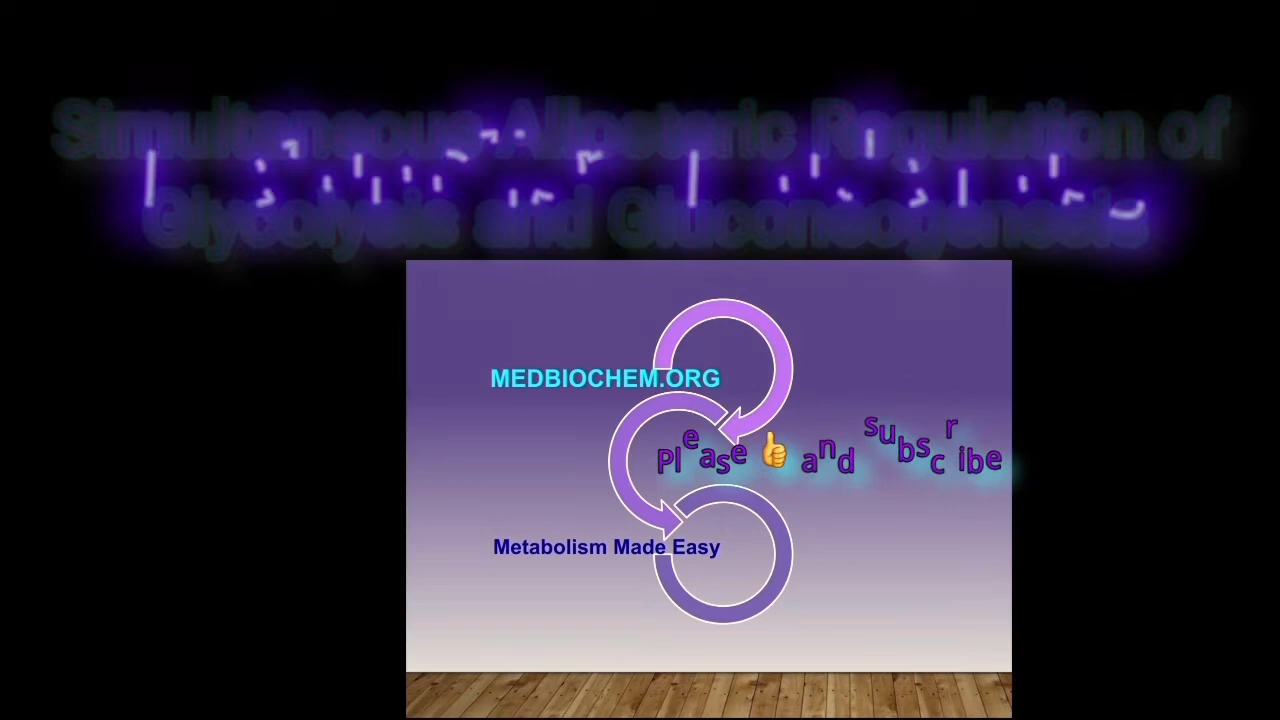 Simultaneous Allosteric Regulation of
Glycolysis and Gluconeogenesis
MEDBIOCHEM.ORG
Please 👍 and subscribe
Metabolism Made Easy